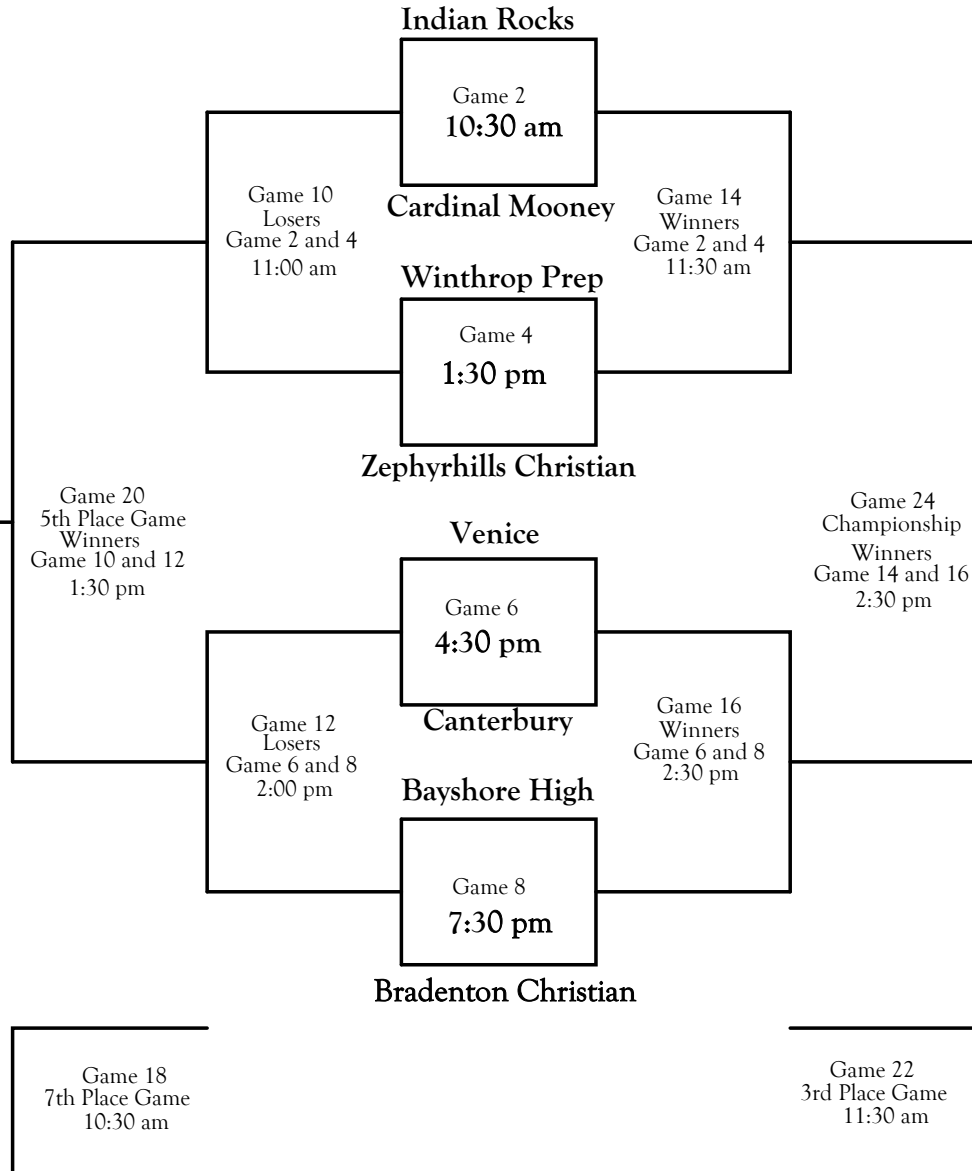 Indian Rocks
Game 2
10:30 am
Cardinal Mooney
Game 10
Losers
Game 2 and 4
11:00 am
Game 14
Winners
Game 2 and 4
11:30 am
Winthrop Prep
Game 4
1:30 pm
Zephyrhills Christian
Game 20
5th Place Game
Winners
Game 10 and 12
1:30 pm
Game 24
Championship
Winners
Game 14 and 16
2:30 pm
Venice
Game 6
4:30 pm
Canterbury
Game 12
Losers
Game 6 and 8
2:00 pm
Game 16
Winners
Game 6 and 8
2:30 pm
Bayshore High
Game 8
7:30 pm
Bradenton Christian
Game 18
7th Place Game
10:30 am
Game 22
3rd Place Game
11:30 am